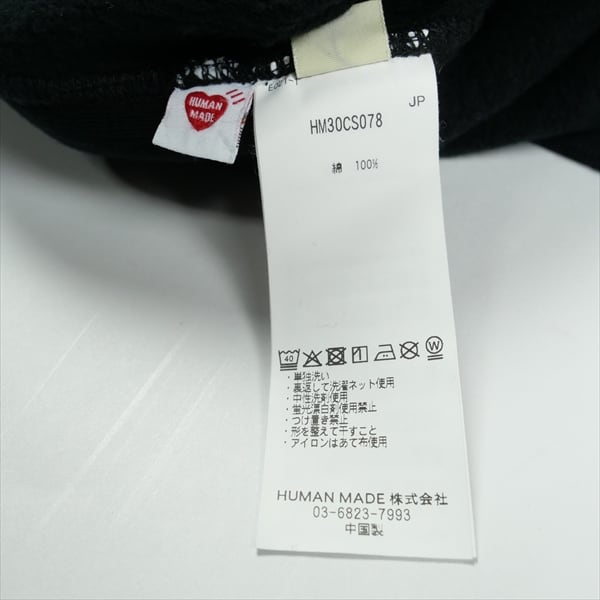 HUMAN
MADE
JP
HM30CS078
綿 100%
40
W
・単独洗い
・裏返して洗濯ネット使用
・中性洗剤使用
・蛍光漂白剤使用禁止
・つけ置き禁止
・形を整えて干すこと
・アイロンはあて布使用
HUMAN MADE 株式会社
03-6823-7993
中国製